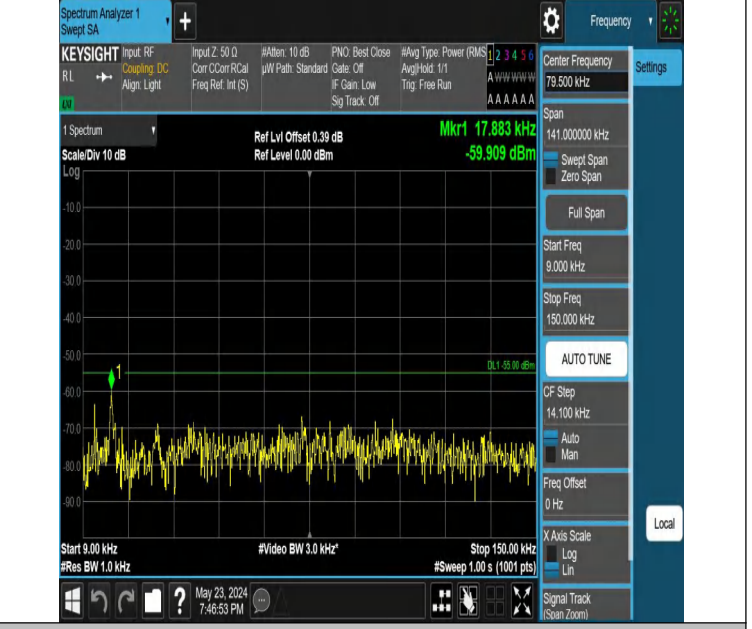 Spectrum Analyzer 1
Swept SA
+
Frequency
KEYSIGHT
RL
LXI
Input: RF
Coupling: DC
Align: Light
Input Z: 50 Ω
Corr CCorr RCal
Freq Ref: Int (S)
#Atten: 10 dB
µW Path: Standard
PNO: Best Close
Gate: Off
IF Gain: Low
Sig Track: Off
#Avg Type: Power (RMS
Avg|Hold: 1/1
Trig: Free Run
1 2 3 4 5 6
A W W W W W
A A A A A A
1 Spectrum
Scale/Div 10 dB
Ref Lvl Offset 0.39 dB
Ref Level 0.00 dBm
Mkr1 17.883 kHz
-59.909 dBm
Log
-10.0
-20.0
-30.0
-40.0
-50.0
-60.0
-70.0
-80.0
-90.0
1
DL1 -55.00 dBm
Start 9.00 kHz
#Res BW 1.0 kHz
#Video BW 3.0 kHz*
Stop 150.00 kHz
#Sweep 1.00 s (1001 pts)
?
May 23, 2024
7:46:53 PM
Center Frequency
79.500 kHz
Settings
Span
141.000000 kHz
Swept Span
Zero Span
Full Span
Start Freq
9.000 kHz
Stop Freq
150.000 kHz
AUTO TUNE
CF Step
14.100 kHz
Auto
Man
Freq Offset
0 Hz
X Axis Scale
Log
Lin
Local
Signal Track
(Span Zoom)